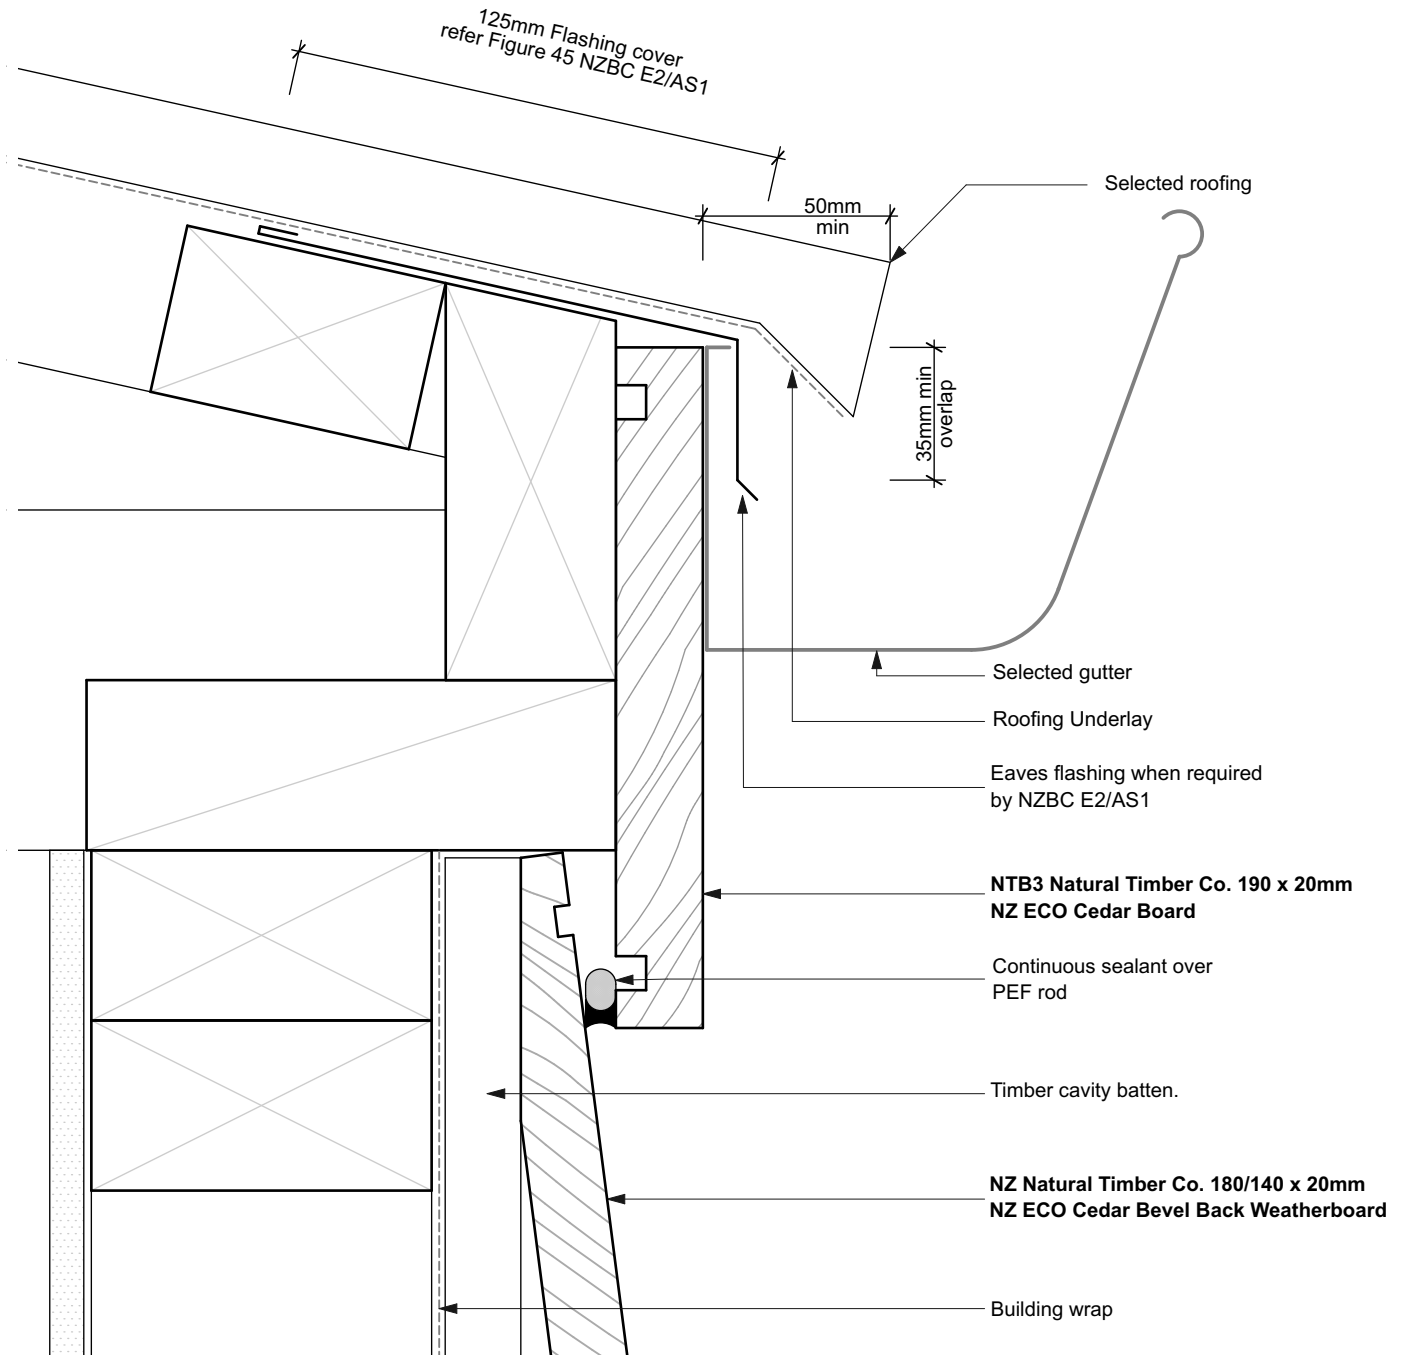 125mm Flashing cover
refer Figure 45 NZBC E2/AS1
Selected roofing
50mm
min
35mm min
overlap
Selected gutter
Roofing Underlay
Eaves flashing when required
by NZBC E2/AS1
NTB3 Natural Timber Co. 190 x 20mm
NZ ECO Cedar Board
Continuous sealant over
PEF rod
Timber cavity batten.
NZ Natural Timber Co. 180/140 x 20mm
NZ ECO Cedar Bevel Back Weatherboard
Building wrap